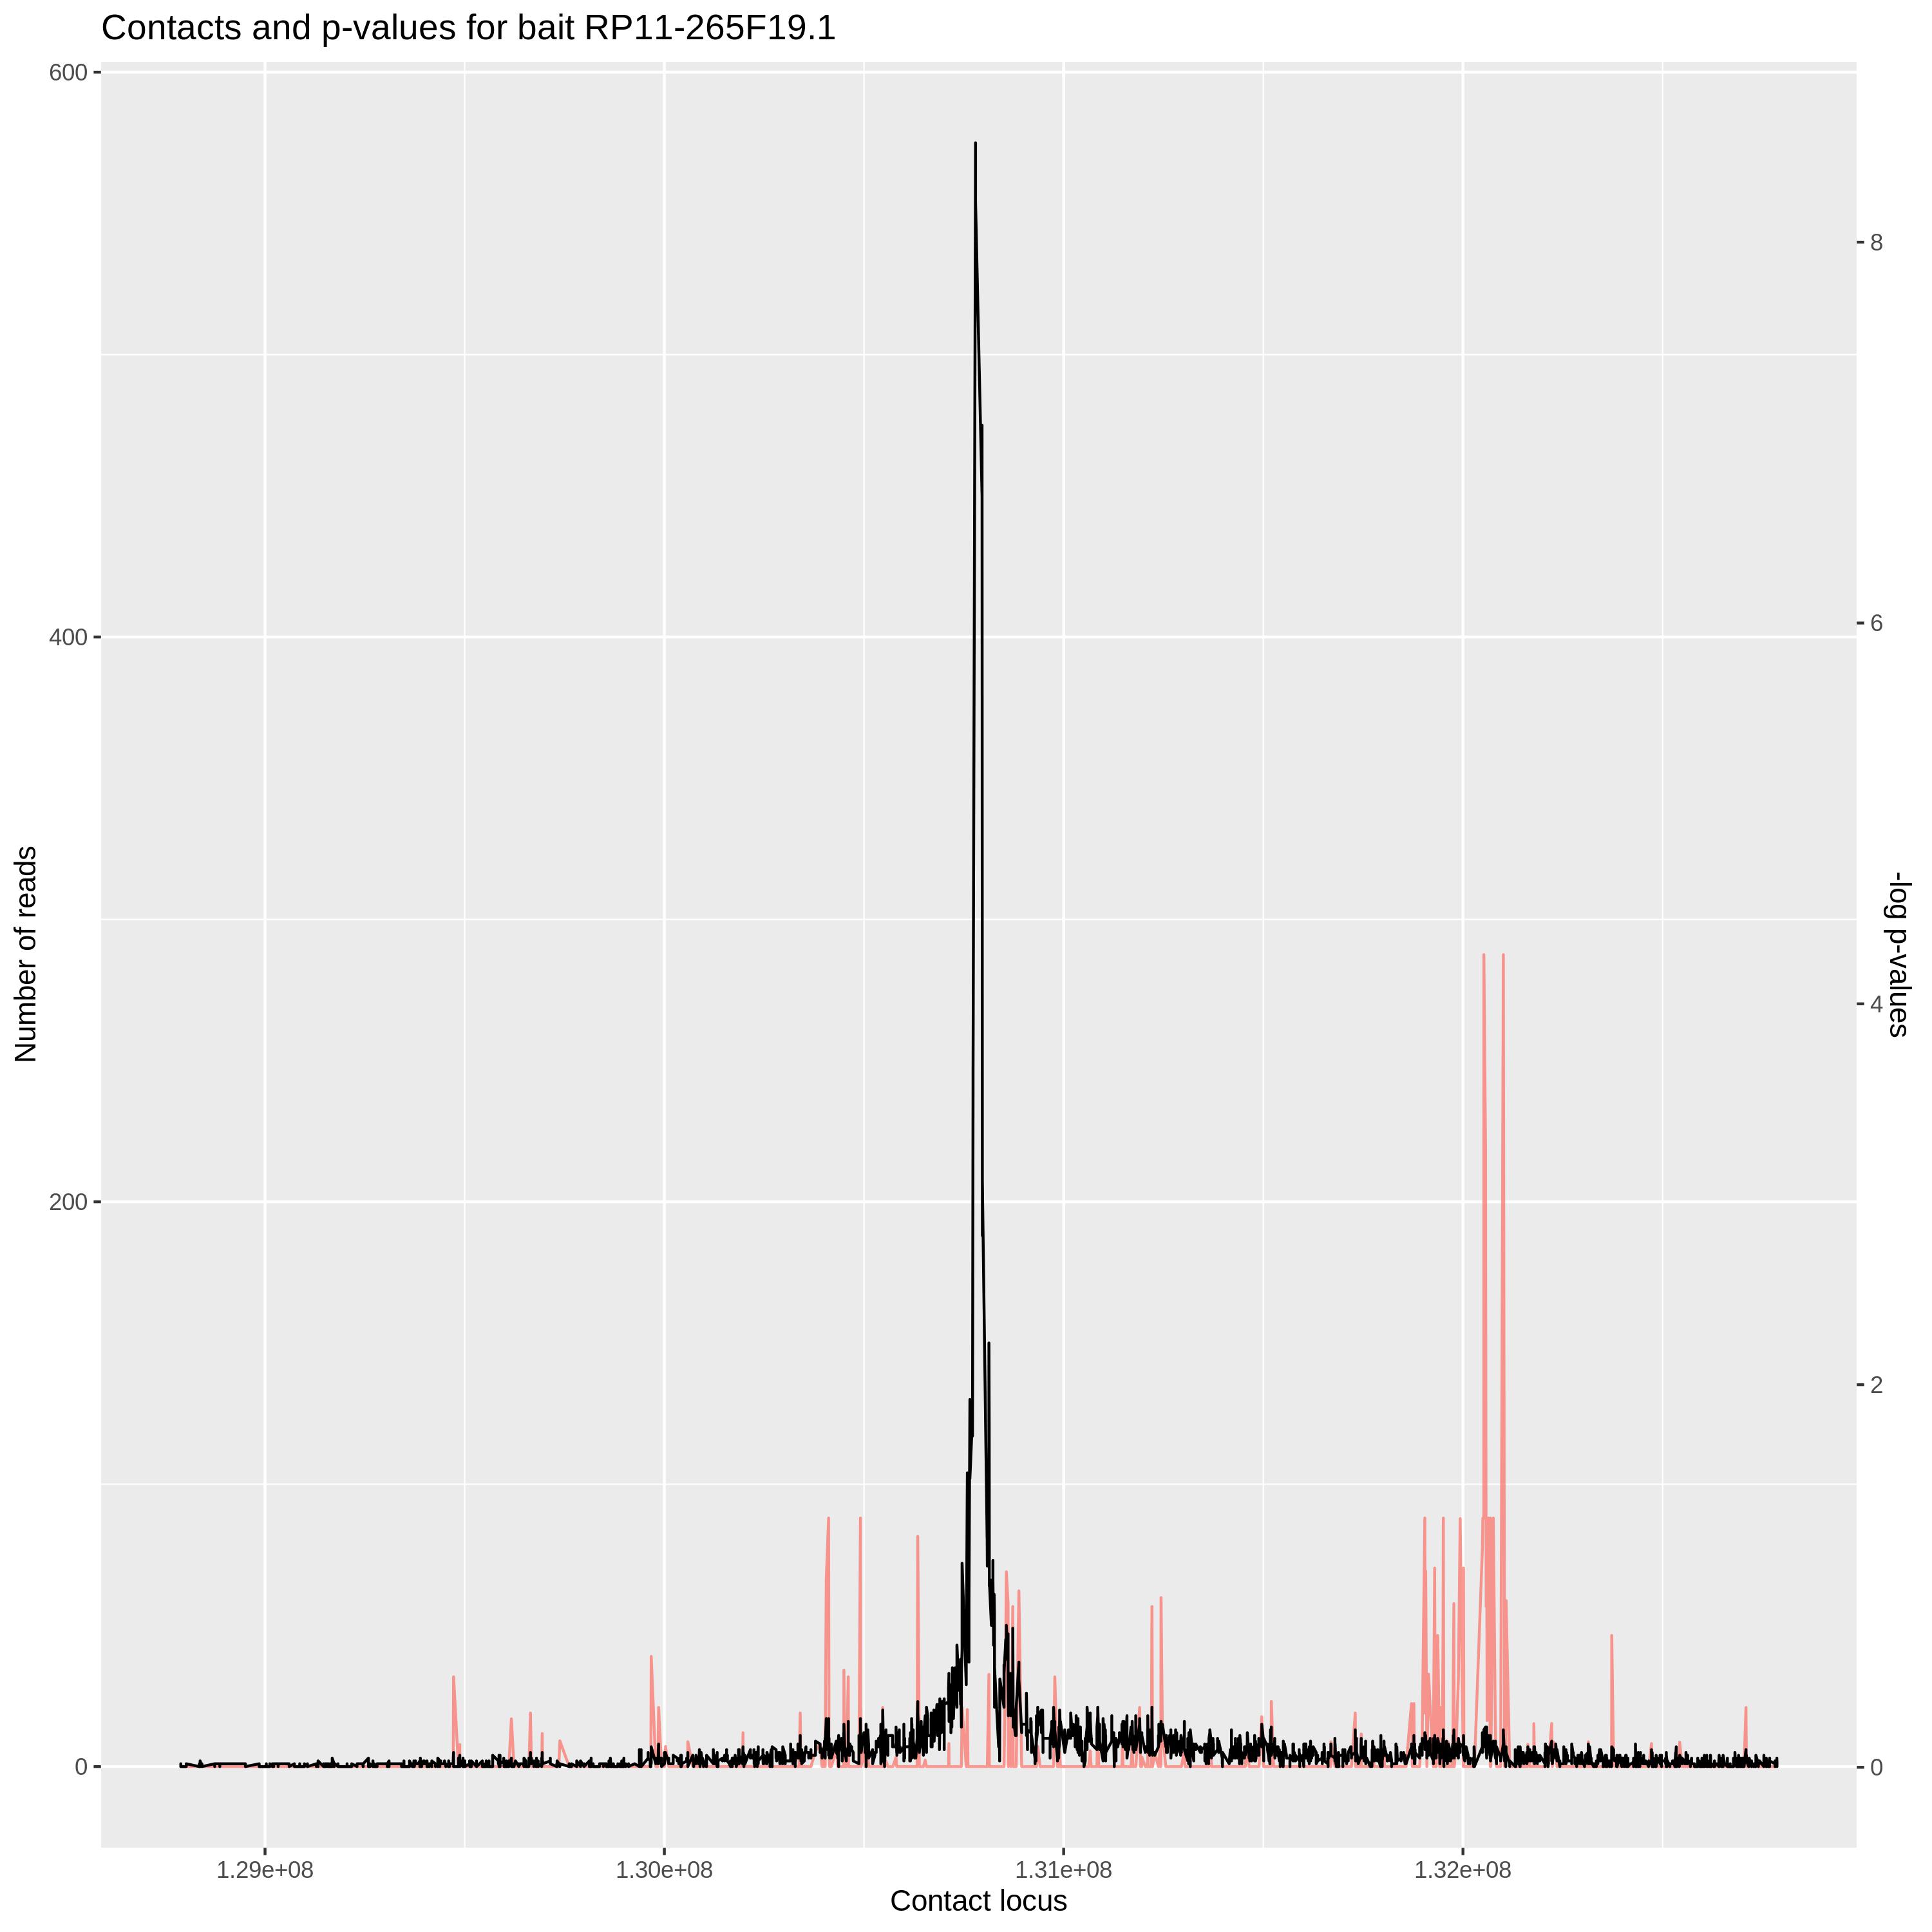 Contacts and p-values for bait RP11-265F19.1
600
400
200
0
Number of reads
8
6
4
2
0
-log p-values
1.29e+08
1.30e+08
1.31e+08
1.32e+08
Contact locus